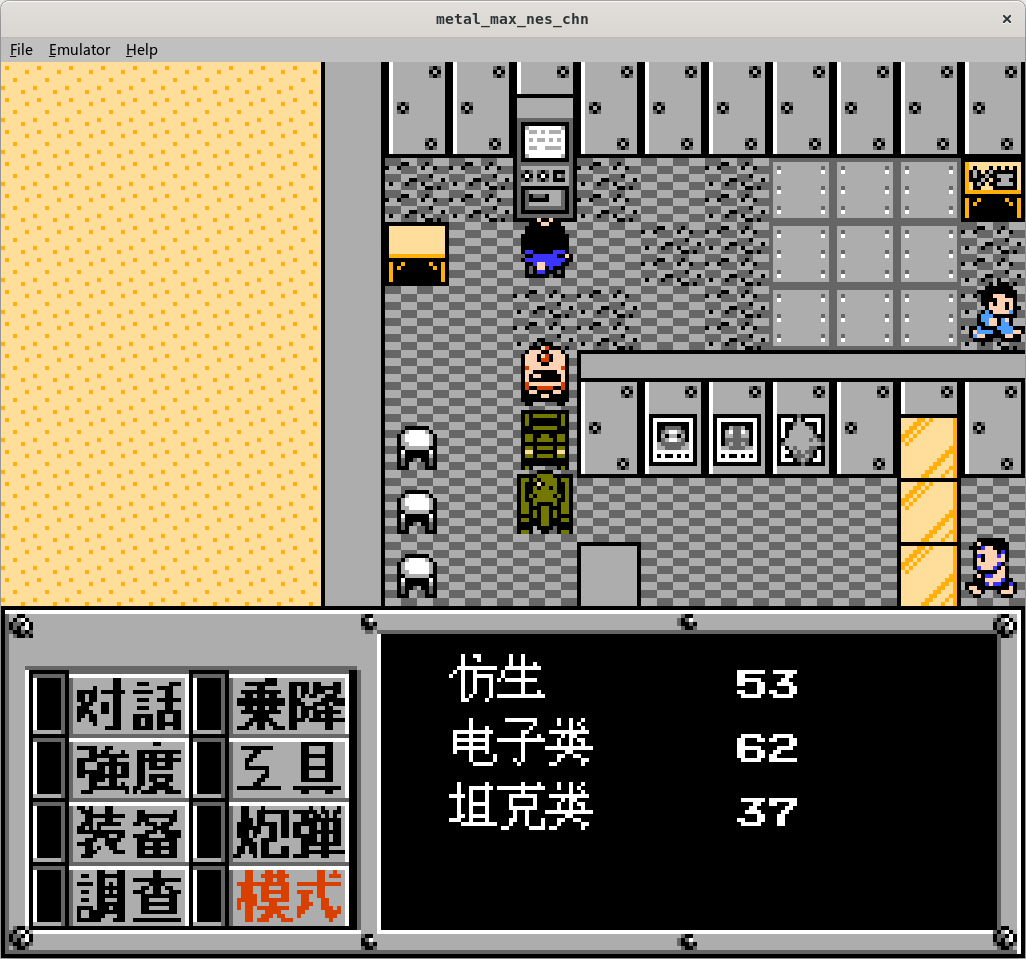 metal_max_nes_chn
File Emulator Help
对話 乗降
強度 工具
装备 炮弾
調查 模式
仿生 53
电子类 62
坦克类 37